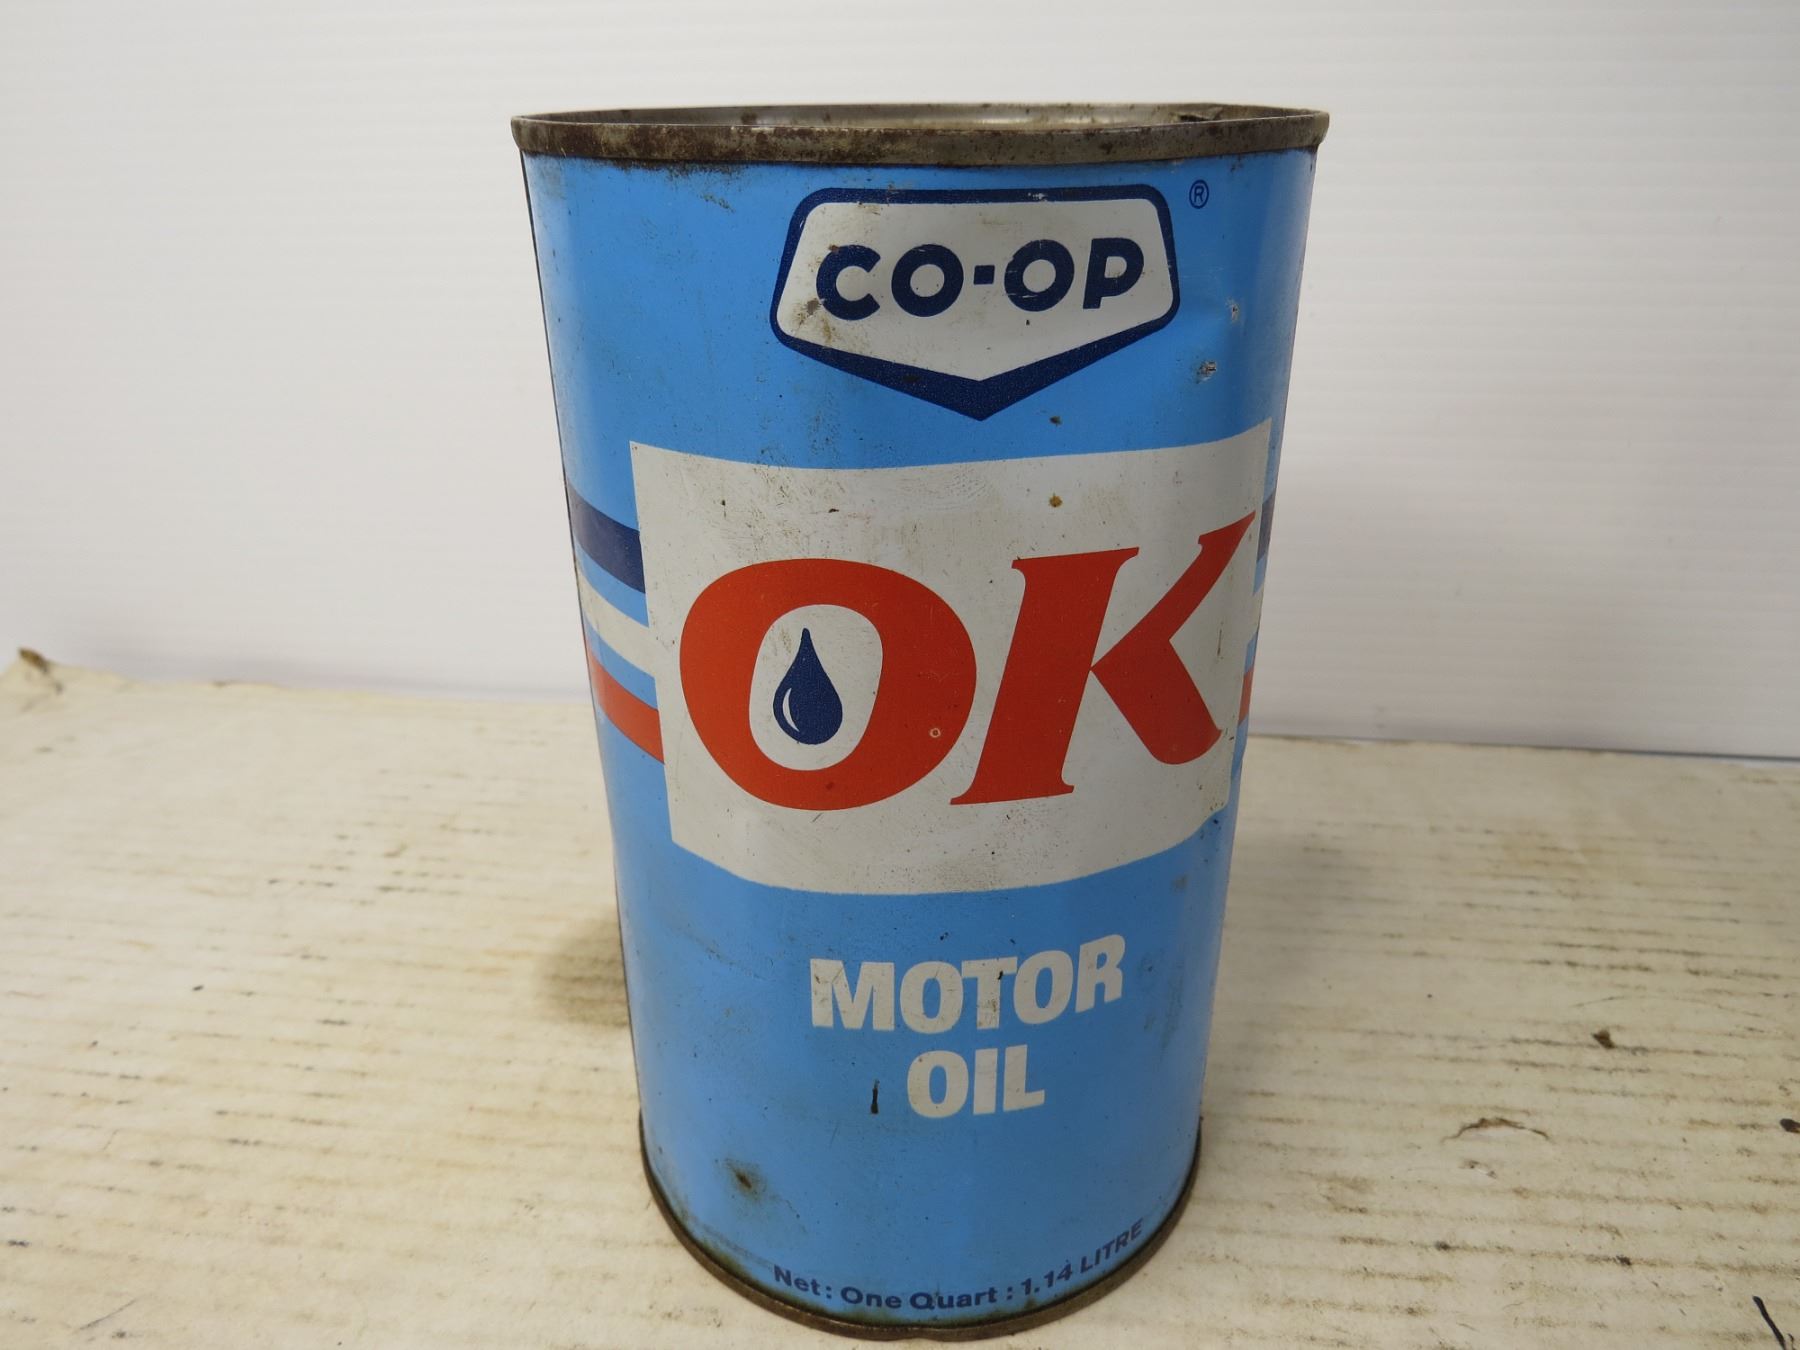 CO-OP ®
OK
MOTOR
OIL
Net: One Quart: 1.14 LITRE